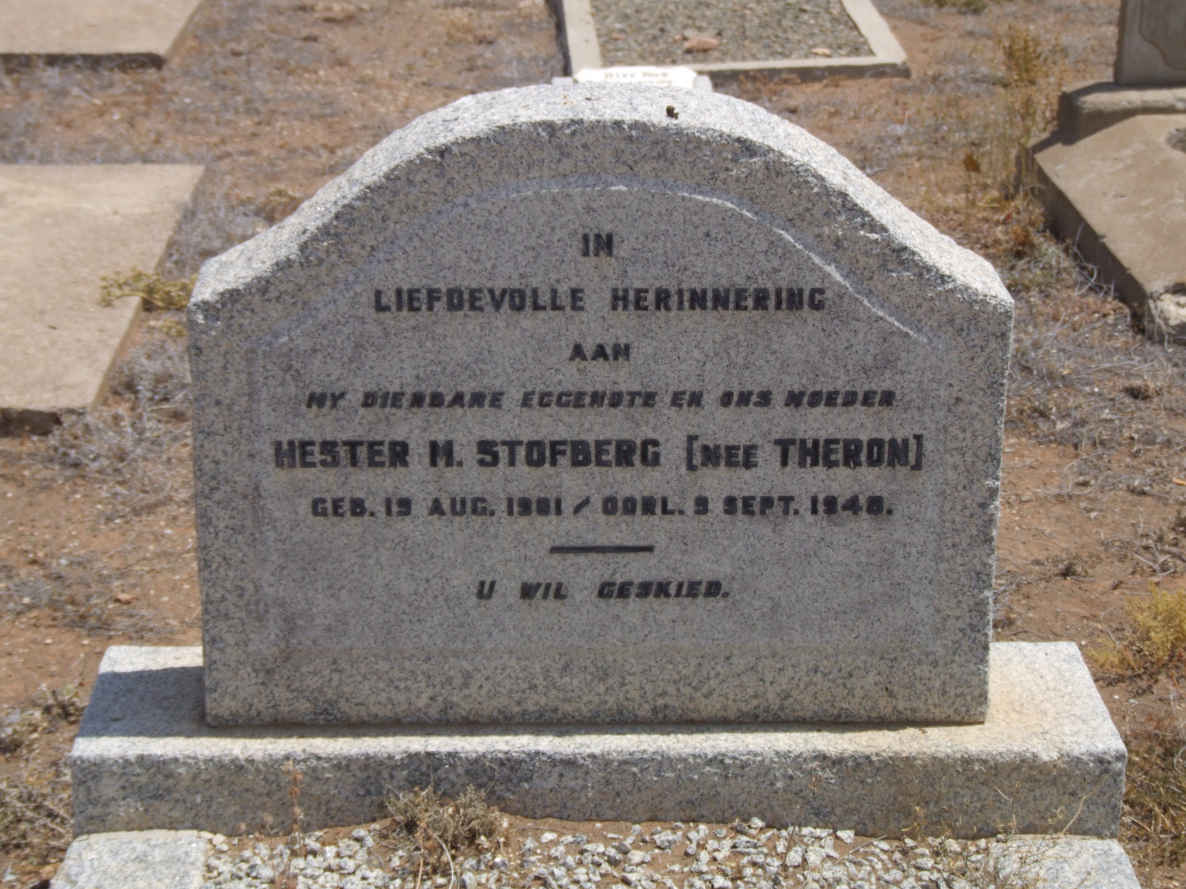 IN
LIEFDEVOLLE HERINNERING
AAN
MY DIERBARE EGGENOTE EN ONS MOEDER
HESTER M. STOFBERG [NEE THERON]
GEB. 19 AUG. 1901 / OORL. 9 SEPT. 1948.
U WIL GESKIED.